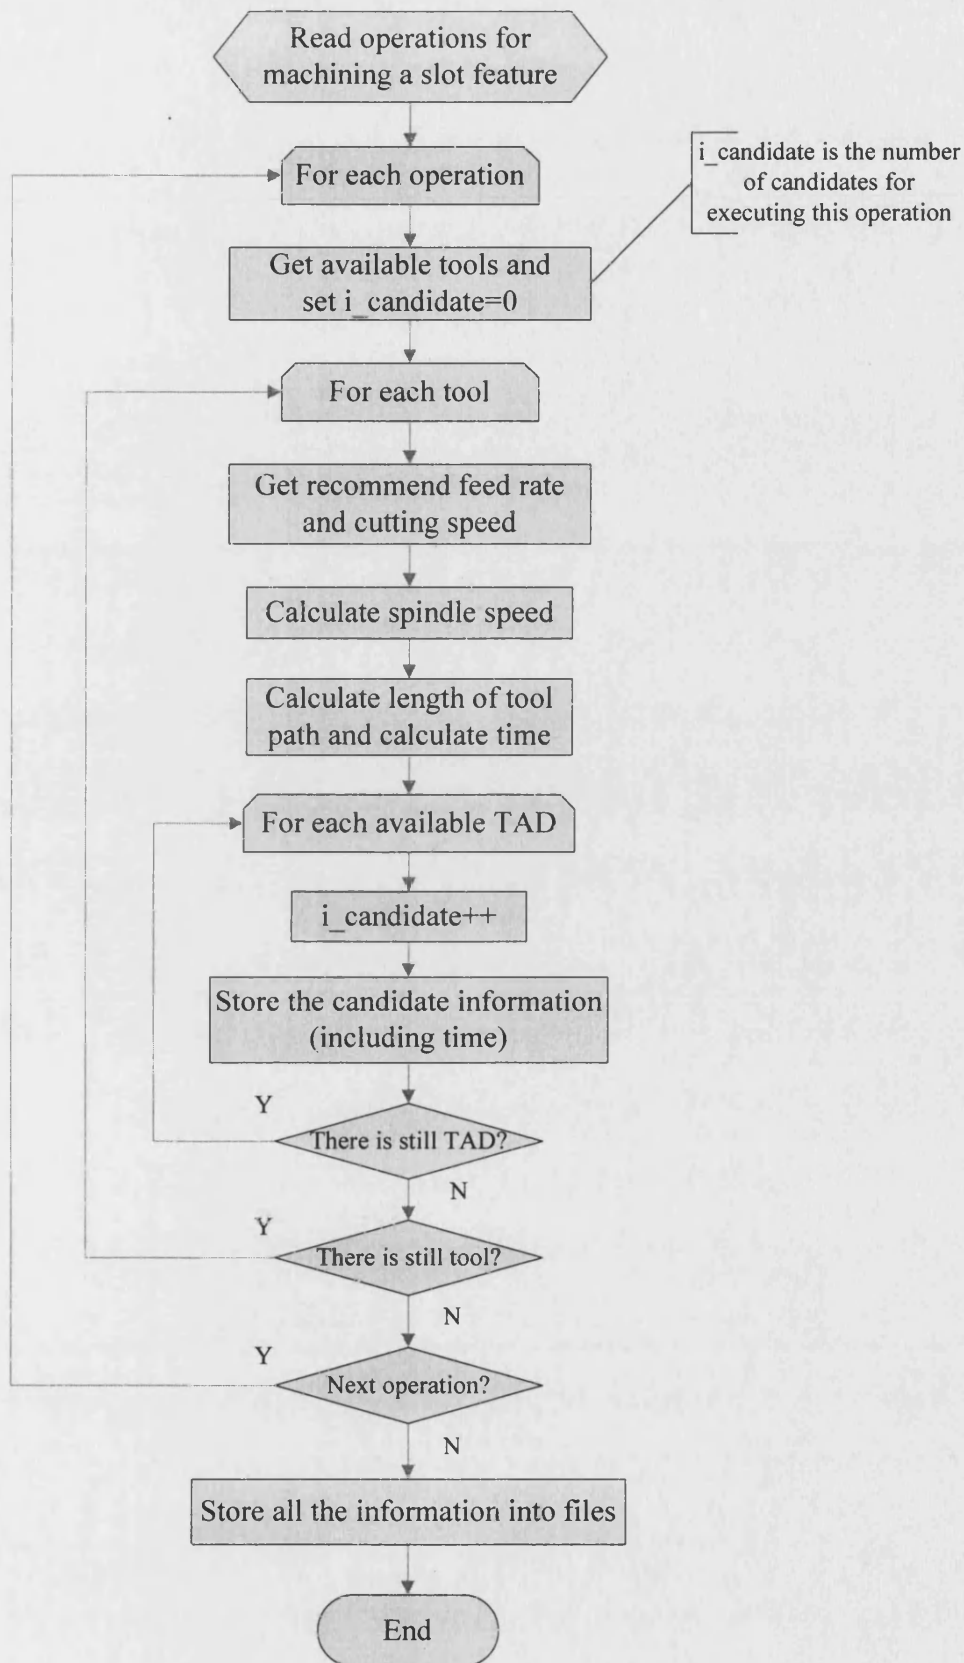 Read operations for
machining a slot feature
For each operation
i_candidate is the number
of candidates for
executing this operation
Get available tools and
set i_candidate=0
For each tool
Get recommend feed rate
and cutting speed
Calculate spindle speed
Calculate length of tool
path and calculate time
For each available TAD
i_candidate++
Store the candidate information
(including time)
Y
There is still TAD?
N
Y
There is still tool?
N
Y
Next operation?
N
Store all the information into files
End